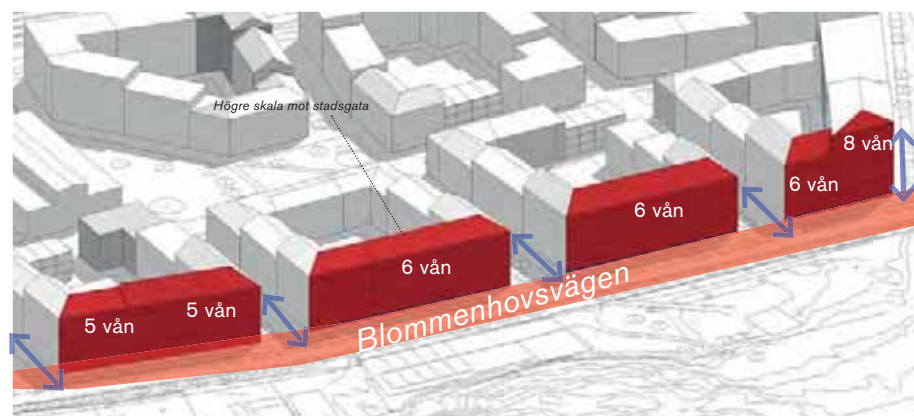 Högre skala mot stadsgata
8 vån
6 vån
6 vån
6 vån
5 vån
5 vån
Blommenhovsvägen